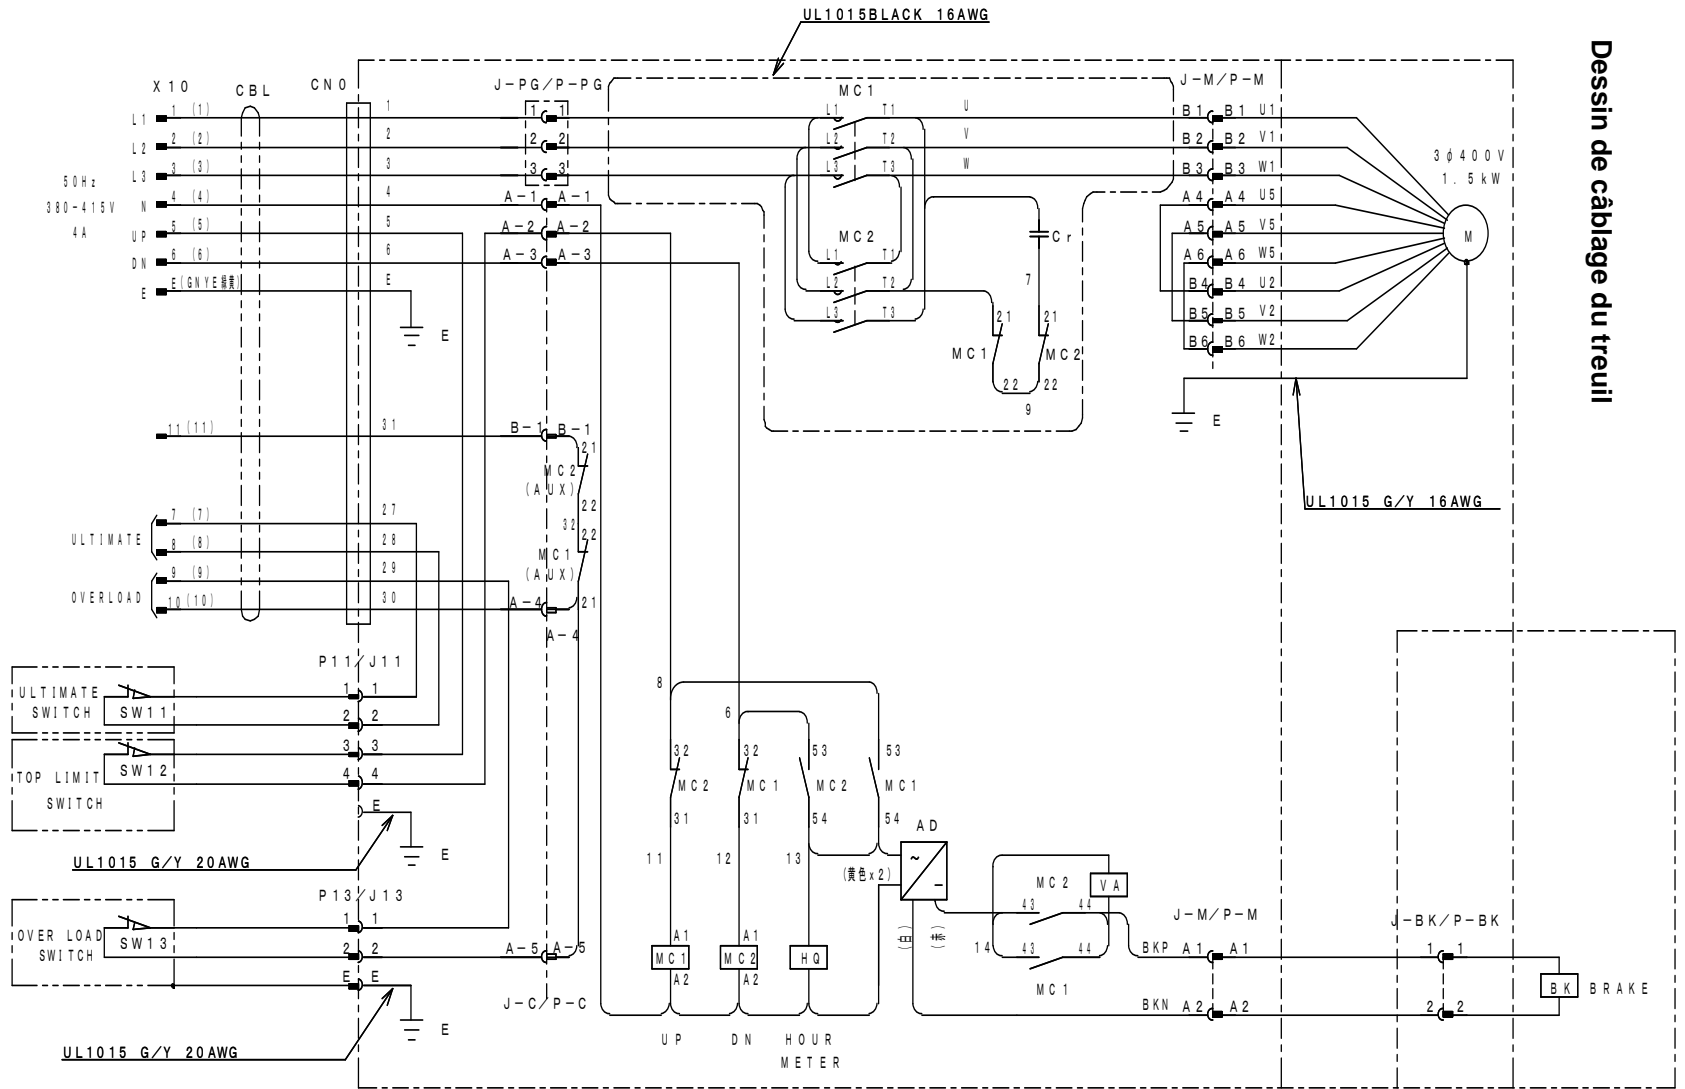 UL1015BLACK 16AWG
Dessin de câblage du treuil
X10
CBL
CN0
J-PG/P-PG
MC1
J-M/P-M
L1 1 (1) 1 1 1 L1 T1 U B1 B1 U1
L2 2 (2) 2 2 2 L2 T2 V B2 B2 V1
L3 3 (3) 3 3 3 L3 T3 W B3 B3 W1
50Hz
380-415V
4A
3φ400V
1.5kW
M
N 4 (4) 4 A-1 A-1 A4 A4 U5
UP 5 (5) 5 A-2 A-2 MC2 Cr A5 A5 V5
DN 6 (6) 6 A-3 A-3 L1 T1 A6 A6 W5
E E(GNYE緑黄) E L2 T2 7 B4 B4 U2
L3 T3 21 21 B5 B5 V2
E
MC1 MC2 B6 B6 W2
22 22
9
E
11 (11) 31 B-1 B-1
21
MC2
(AUX)
22
32
22
MC1
(AUX)
21
UL1015 G/Y 16AWG
7 (7) 27
ULTIMATE
8 (8) 28
9 (9) 29
OVERLOAD
10 (10) 30 A-4
A-4
P11/J11
ULTIMATE
SWITCH
SW11
1 1
2 2
TOP LIMIT
SWITCH
SW12
3 3
4 4
E
E
UL1015 G/Y 20AWG
P13/J13
OVER LOAD
SWITCH
SW13
1 1
2 2 A-5 A-5
E E
E
UL1015 G/Y 20AWG
J-C/P-C
8
6
32 32 53 53
MC2 MC1 MC2 MC1
31 31 54 54
11 12 13
AD
~
−
(黄色x2)
A1 A1
MC1 MC2 HQ
A2 A2
UP DN HOUR
METER
MC2 VA
43 44
14 43 44
MC1
J-M/P-M
J-BK/P-BK
BKP A1 A1 1 1
BK BRAKE
BKN A2 A2 2 2